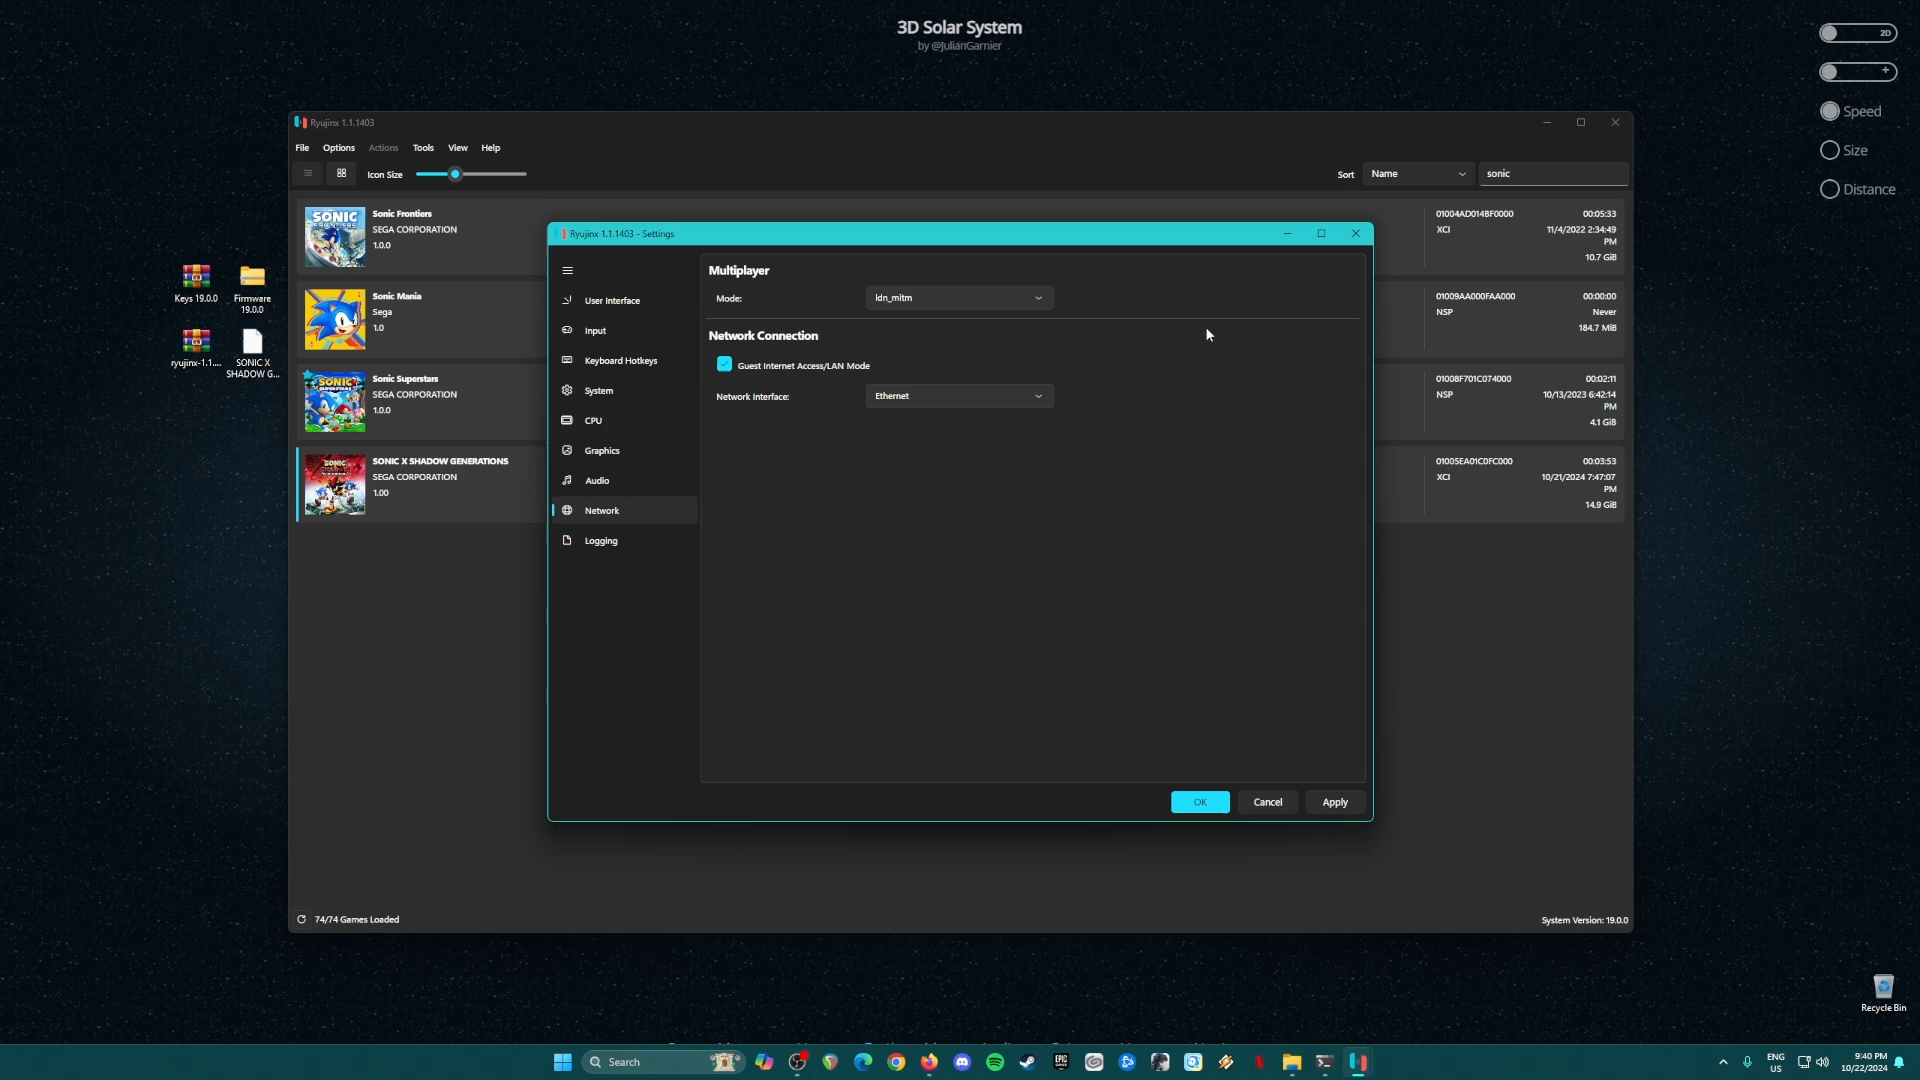 3D Solar System
by @JulianGarnier
2D
+
Speed
Size
Distance
Keys 19.0.0
Firmware
19.0.0
ryujinx-1.1....
SONIC X
SHADOW G...
Ryujinx 1.1.1403
File Options Actions Tools View Help
Icon Size
Sort Name sonic
Sonic Frontiers
SEGA CORPORATION
1.0.0
01004AD014BF0000 00:05:33
XCI 11/4/2022 2:34:49
PM
10.7 GiB
Sonic Mania
Sega
1.0
01009AA000FAA000 00:00:00
NSP Never
184.7 MiB
Sonic Superstars
SEGA CORPORATION
1.0.0
01008F701C074000 00:02:11
NSP 10/13/2023 6:42:14
PM
4.1 GiB
SONIC X SHADOW GENERATIONS
SEGA CORPORATION
1.00
01005EA01C0FC000 00:03:53
XCI 10/21/2024 7:47:07
PM
14.9 GiB
Ryujinx 1.1.1403 - Settings
User Interface
Input
Keyboard Hotkeys
System
CPU
Graphics
Audio
Network
Logging
Multiplayer
Mode: ldn_mitm
Network Connection
Guest Internet Access/LAN Mode
Network Interface: Ethernet
OK Cancel Apply
74/74 Games Loaded
System Version: 19.0.0
Recycle Bin
Search
ENG
US
9:40 PM
10/22/2024